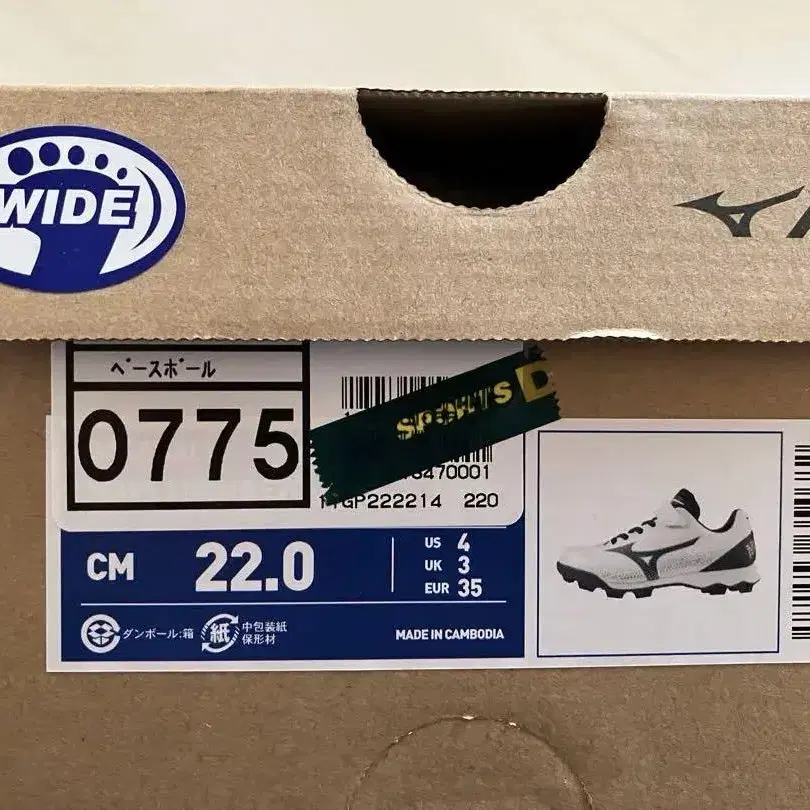 WIDE
ベースボール
0775
SPORTS D
11GP222214 220
CM 22.0
US 4
UK 3
EUR 35
ダンボール:箱
紙
中包装紙
保形材
MADE IN CAMBODIA